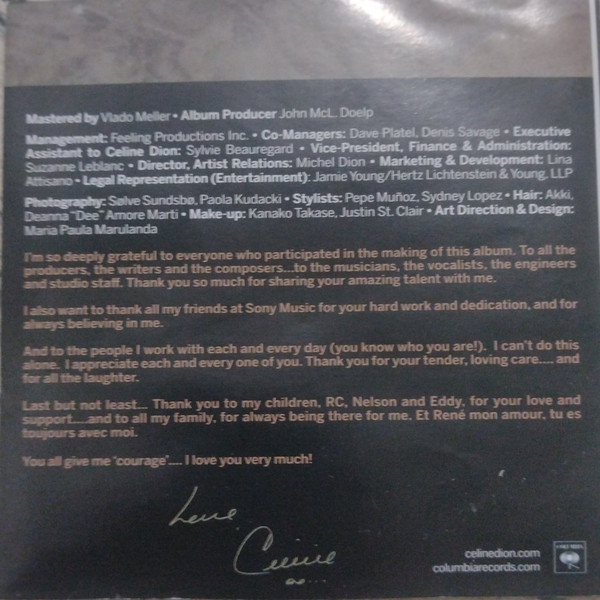 Mastered by Vlado Meller • Album Producer John McL. Doelp
Management: Feeling Productions Inc. • Co-Managers: Dave Platel, Denis Savage • Executive
Assistant to Celine Dion: Sylvie Beauregard • Vice-President, Finance & Administration:
Suzanne Leblanc • Director, Artist Relations: Michel Dion • Marketing & Development: Lina
Attisano • Legal Representation (Entertainment): Jamie Young/Hertz Lichtenstein & Young, LLP
Photography: Sølve Sundsbø, Paola Kudacki • Stylists: Pepe Muñoz, Sydney Lopez • Hair: Akki,
Deanna "Dee" Amore Marti • Make-up: Kanako Takase, Justin St. Clair • Art Direction & Design:
Maria Paula Marulanda
I'm so deeply grateful to everyone who participated in the making of this album. To all the
producers, the writers and the composers...to the musicians, the vocalists, the engineers
and studio staff. Thank you so much for sharing your amazing talent with me.
I also want to thank all my friends at Sony Music for your hard work and dedication, and for
always believing in me.
And to the people I work with each and every day (you know who you are!). I can't do this
alone. I appreciate each and every one of you. Thank you for your tender, loving care.... and
for all the laughter.
Last but not least... Thank you to my children, RC, Nelson and Eddy, for your love and
support.....and to all my family, for always being there for me. Et René mon amour, tu es
toujours avec moi.
You all give me 'courage'.... I love you very much!
Love
Céline
celinedion.com
columbiarecords.com